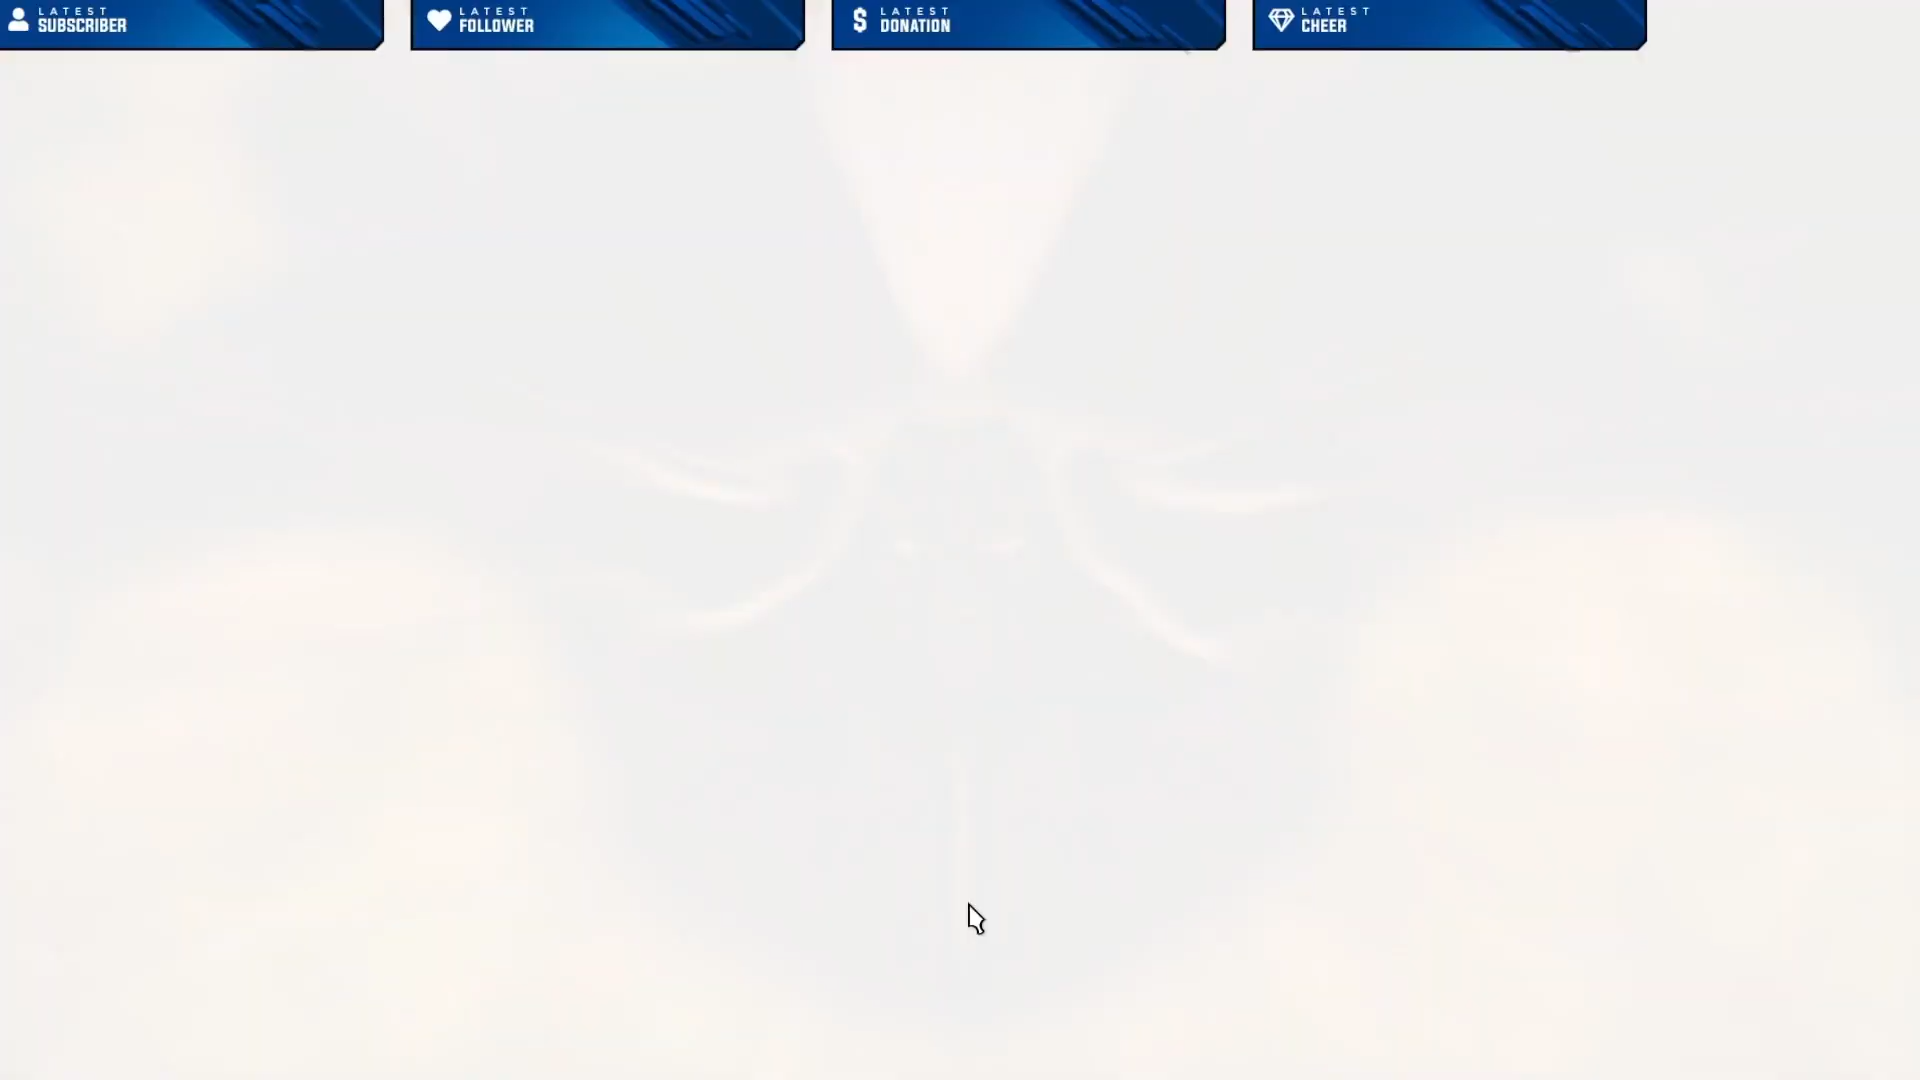 LATEST
SUBSCRIBER
LATEST
FOLLOWER
LATEST
DONATION
LATEST
CHEER